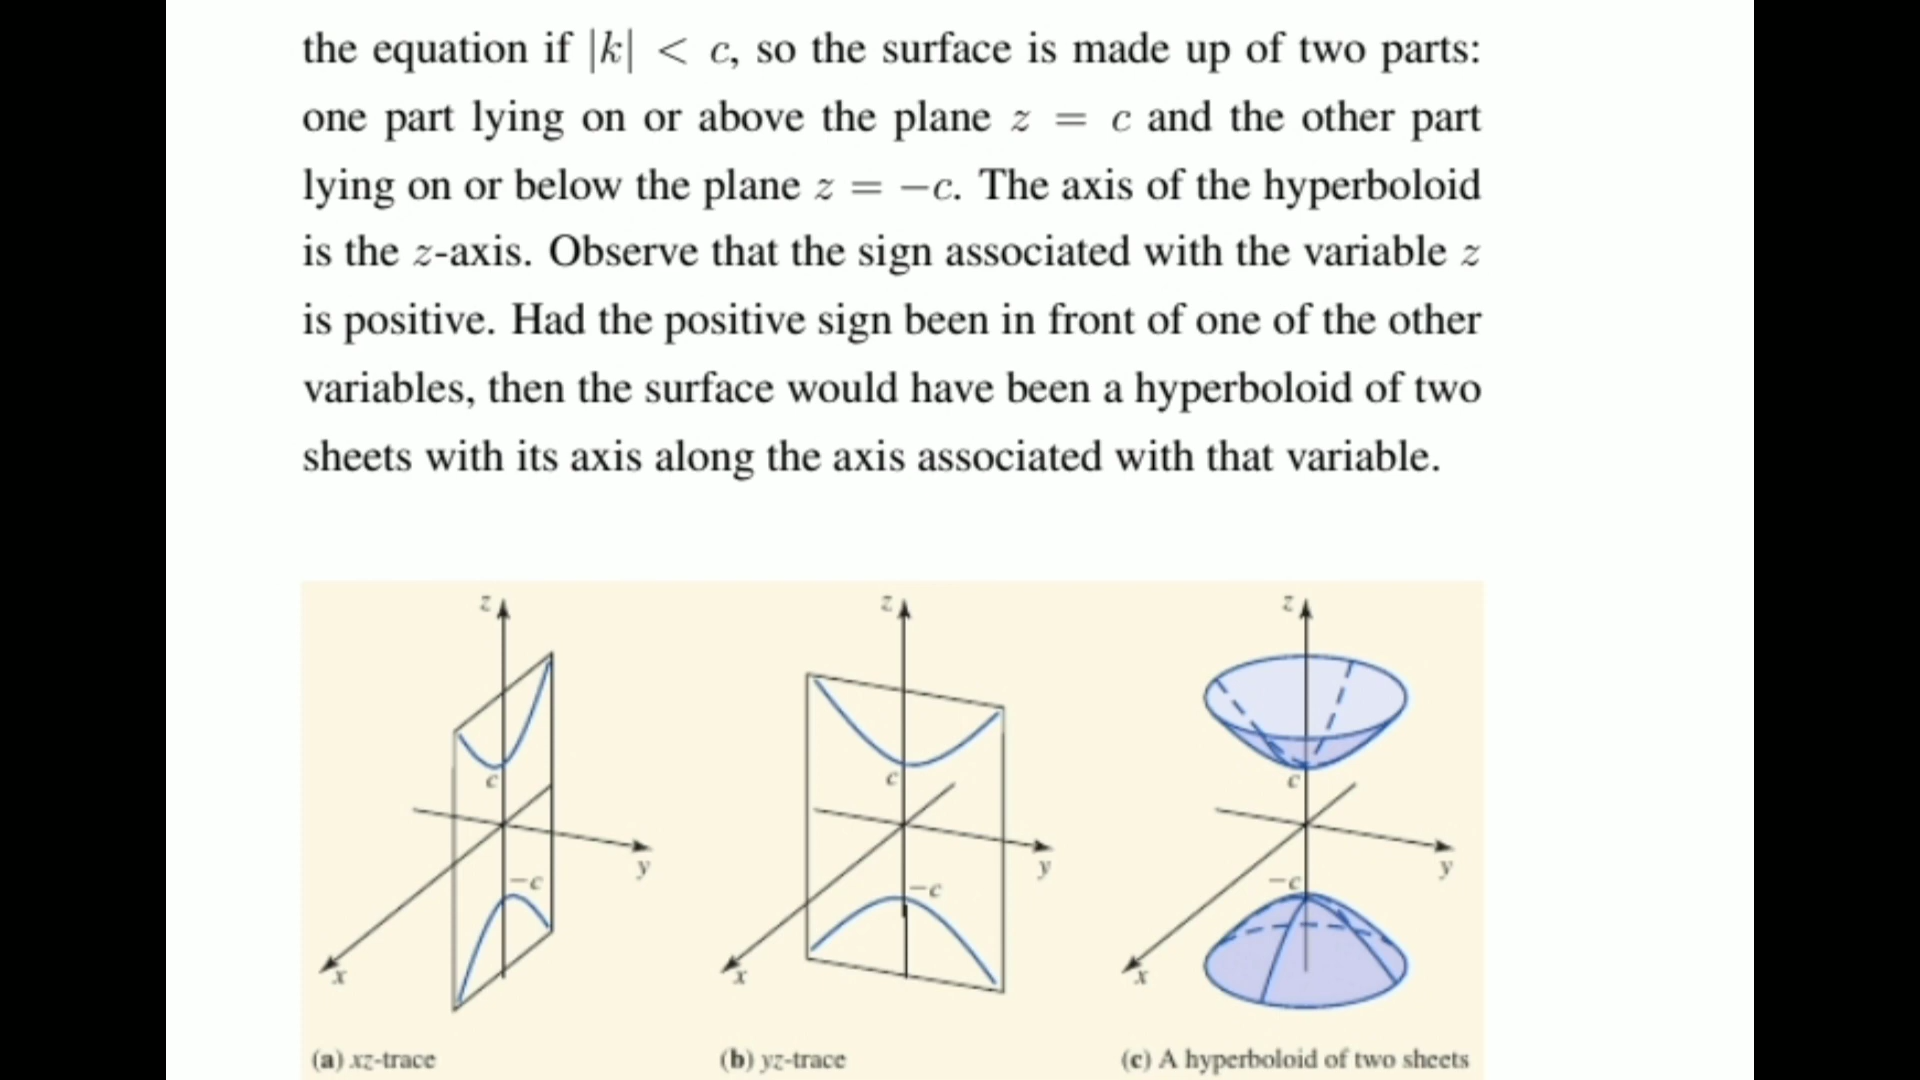 the equation if |k| < c, so the surface is made up of two parts:
one part lying on or above the plane z = c and the other part
lying on or below the plane z = −c. The axis of the hyperboloid
is the z-axis. Observe that the sign associated with the variable z
is positive. Had the positive sign been in front of one of the other
variables, then the surface would have been a hyperboloid of two
sheets with its axis along the axis associated with that variable.
z
c
−c
y
x
(a) xz-trace
z
c
−c
y
x
(b) yz-trace
z
c
−c
y
x
(c) A hyperboloid of two sheets